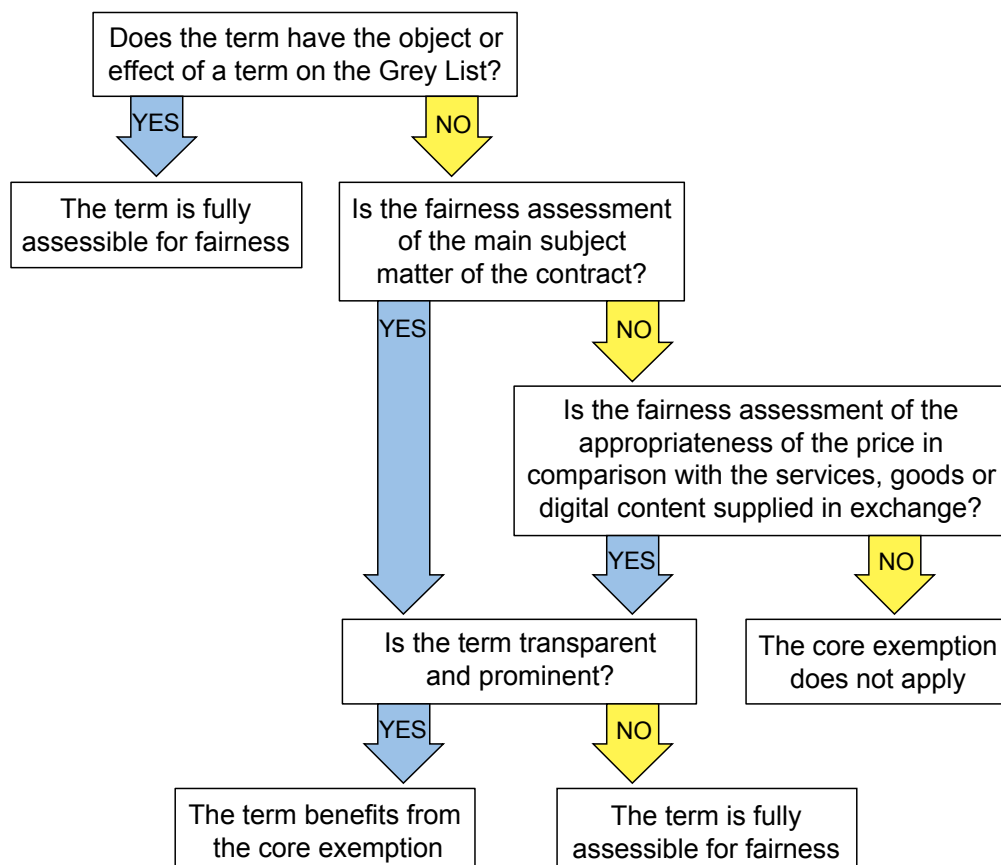 Does the term have the object or
effect of a term on the Grey List?
YES
NO
The term is fully
assessible for fairness
Is the fairness assessment
of the main subject
matter of the contract?
YES
NO
Is the fairness assessment of the
appropriateness of the price in
comparison with the services, goods or
digital content supplied in exchange?
YES
NO
Is the term transparent
and prominent?
The core exemption
does not apply
YES
NO
The term benefits from
the core exemption
The term is fully
assessible for fairness